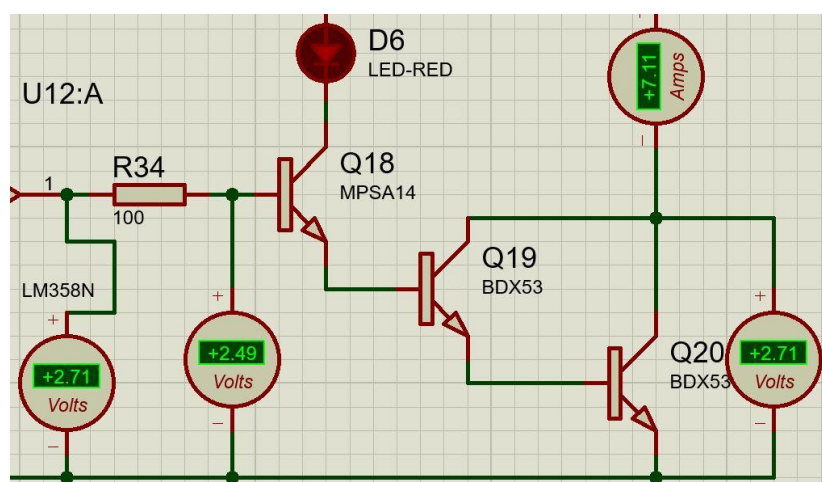 D6
LED-RED
+7.11
Amps
U12:A
1
R34
100
Q18
MPSA14
Q19
BDX53
LM358N
+
+2.71
Volts
−
+
+2.49
Volts
−
Q20
BDX53
+
+2.71
Volts
−